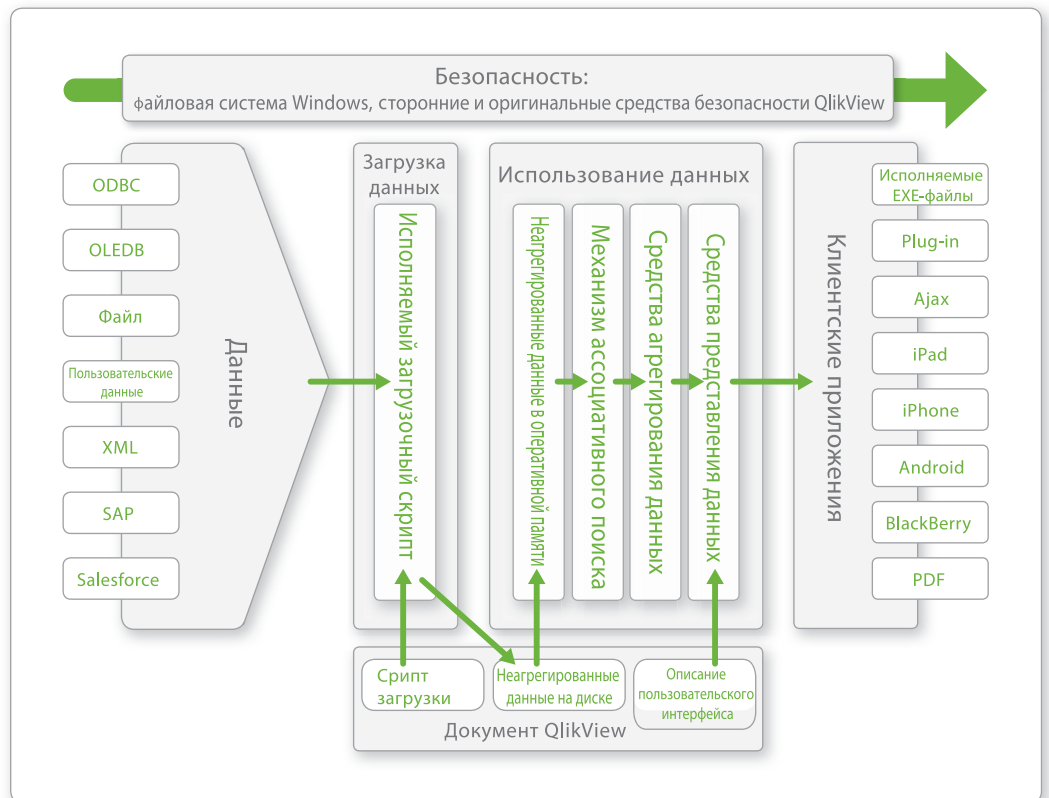 Безопасность:
файловая система Windows, сторонние и оригинальные средства безопасности QlikView
Данные
ODBC
OLEDB
Файл
Пользовательские
данные
XML
SAP
Salesforce
Загрузка
данных
Исполняемый загрузочный скрипт
Использование данных
Неагрегированные данные в оперативной памяти
Механизм ассоциативного поиска
Средства агрегирования данных
Средства представления данных
Клиентские приложения
Исполняемые
EXE-файлы
Plug-in
Ajax
iPad
iPhone
Android
BlackBerry
PDF
Срипт
загрузки
Неагрегированные
данные на диске
Описание
пользовательского
интерфейса
Документ QlikView